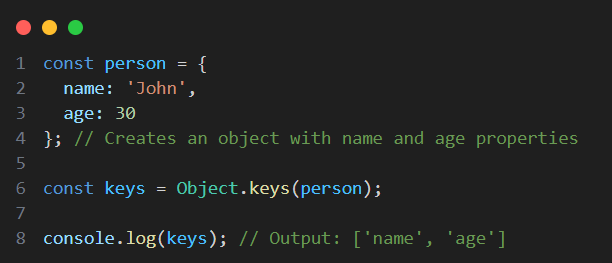 1 const person = {
2   name: 'John',
3   age: 30
4 }; // Creates an object with name and age properties
5
6 const keys = Object.keys(person);
7
8 console.log(keys); // Output: ['name', 'age']